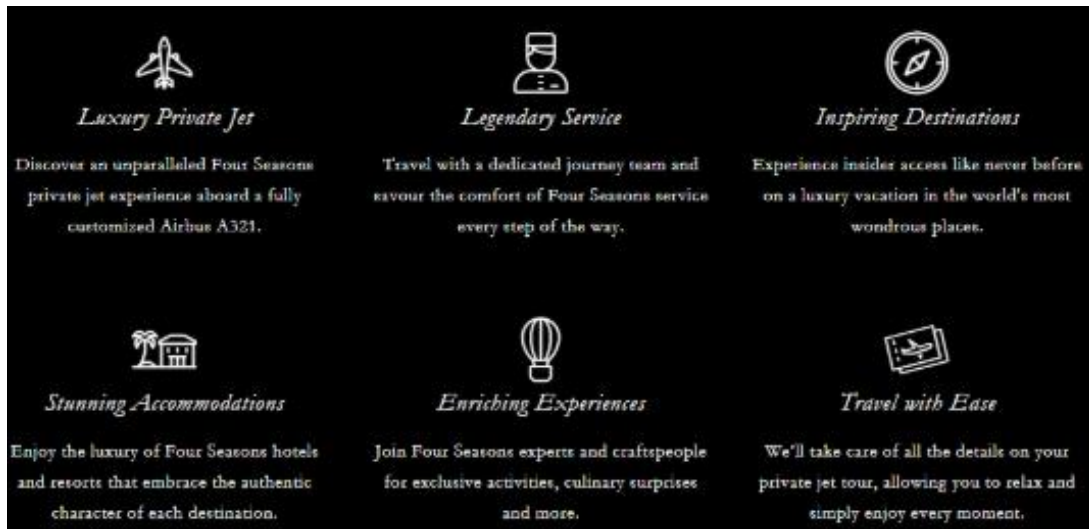 Luxury Private Jet
Discover an unparalleled Four Seasons
private jet experience aboard a fully
customized Airbus A321.
Legendary Service
Travel with a dedicated journey team and
savour the comfort of Four Seasons service
every step of the way.
Inspiring Destinations
Experience insider access like never before
on a luxury vacation in the world's most
wondrous places.
Stunning Accommodations
Enjoy the luxury of Four Seasons hotels
and resorts that embrace the authentic
character of each destination.
Enriching Experiences
Join Four Seasons experts and craftspeople
for exclusive activities, culinary surprises
and more.
Travel with Ease
We'll take care of all the details on your
private jet tour, allowing you to relax and
simply enjoy every moment.